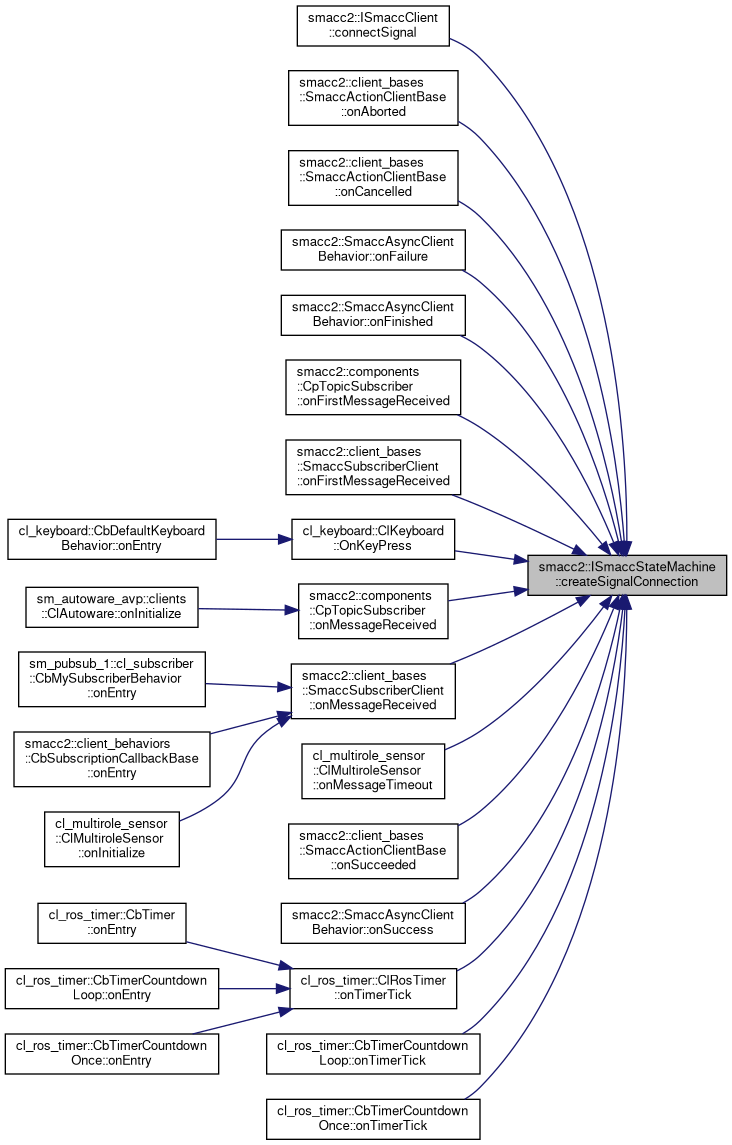 smacc2::ISmaccClient
::connectSignal
smacc2::client_bases
::SmaccActionClientBase
::onAborted
smacc2::client_bases
::SmaccActionClientBase
::onCancelled
smacc2::SmaccAsyncClient
Behavior::onFailure
smacc2::SmaccAsyncClient
Behavior::onFinished
smacc2::components
::CpTopicSubscriber
::onFirstMessageReceived
smacc2::client_bases
::SmaccSubscriberClient
::onFirstMessageReceived
cl_keyboard::CbDefaultKeyboard
Behavior::onEntry
cl_keyboard::ClKeyboard
::OnKeyPress
smacc2::ISmaccStateMachine
::createSignalConnection
sm_autoware_avp::clients
::ClAutoware::onInitialize
smacc2::components
::CpTopicSubscriber
::onMessageReceived
sm_pubsub_1::cl_subscriber
::CbMySubscriberBehavior
::onEntry
smacc2::client_bases
::SmaccSubscriberClient
::onMessageReceived
smacc2::client_behaviors
::CbSubscriptionCallbackBase
::onEntry
cl_multirole_sensor
::ClMultiroleSensor
::onMessageTimeout
cl_multirole_sensor
::ClMultiroleSensor
::onInitialize
smacc2::client_bases
::SmaccActionClientBase
::onSucceeded
cl_ros_timer::CbTimer
::onEntry
smacc2::SmaccAsyncClient
Behavior::onSuccess
cl_ros_timer::CbTimerCountdown
Loop::onEntry
cl_ros_timer::ClRosTimer
::onTimerTick
cl_ros_timer::CbTimerCountdown
Once::onEntry
cl_ros_timer::CbTimerCountdown
Loop::onTimerTick
cl_ros_timer::CbTimerCountdown
Once::onTimerTick